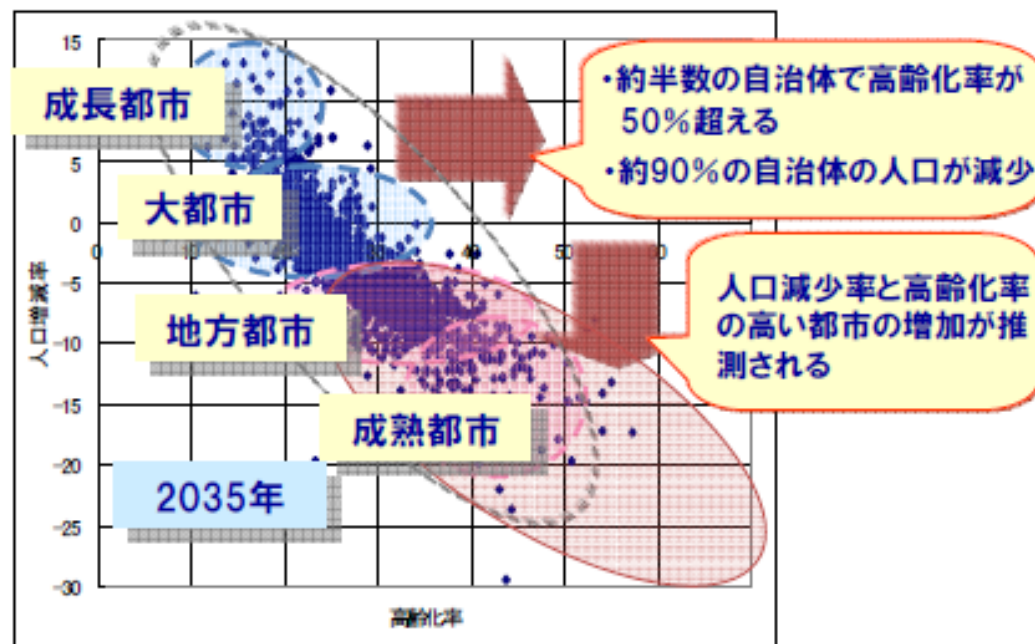 15
成長都市
5
大都市
0
0
-5
地方都市
-10
-15
成熟都市
-20
2035年
-25
-30
人口増減率
高齢化率
30
50
・約半数の自治体で高齢化率が
50%超える
・約90%の自治体の人口が減少
人口減少率と高齢化率
の高い都市の増加が推
測される